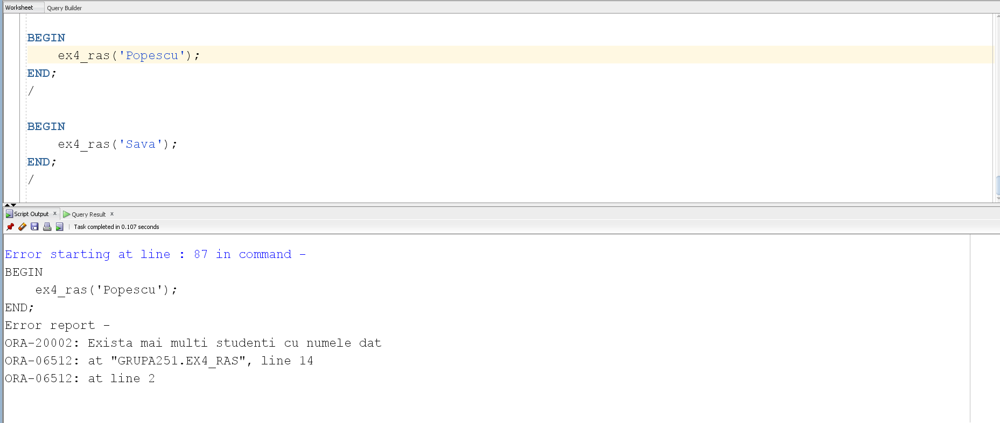 Worksheet Query Builder
BEGIN
    ex4_ras('Popescu');
END;
/
BEGIN
    ex4_ras('Sava');
END;
/
Script Output x Query Result x
Task completed in 0.107 seconds
Error starting at line : 87 in command -
BEGIN
    ex4_ras('Popescu');
END;
Error report -
ORA-20002: Exista mai multi studenti cu numele dat
ORA-06512: at "GRUPA251.EX4_RAS", line 14
ORA-06512: at line 2